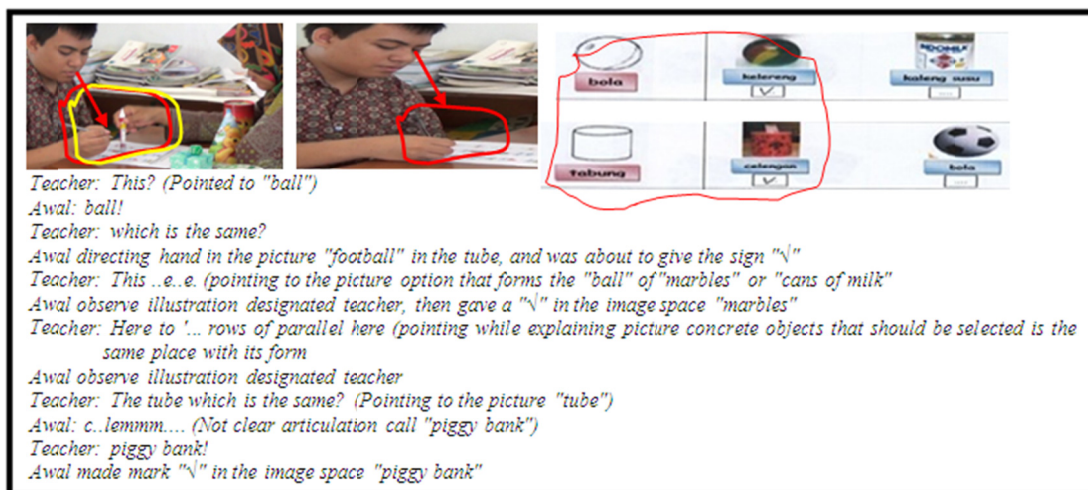 INDOMILK
bola
kelereng
kaleng susu
√
...
tabung
celengan
bola
√
...
Teacher: This? (Pointed to "ball")
Awal: ball!
Teacher: which is the same?
Awal directing hand in the picture "football" in the tube, and was about to give the sign "√"
Teacher: This ..e..e. (pointing to the picture option that forms the "ball" of "marbles" or "cans of milk"
Awal observe illustration designated teacher, then gave a "√" in the image space "marbles"
Teacher: Here to '... rows of parallel here (pointing while explaining picture concrete objects that should be selected is the
same place with its form
Awal observe illustration designated teacher
Teacher: The tube which is the same? (Pointing to the picture "tube")
Awal: c..lemmm.... (Not clear articulation call "piggy bank")
Teacher: piggy bank!
Awal made mark "√" in the image space "piggy bank"